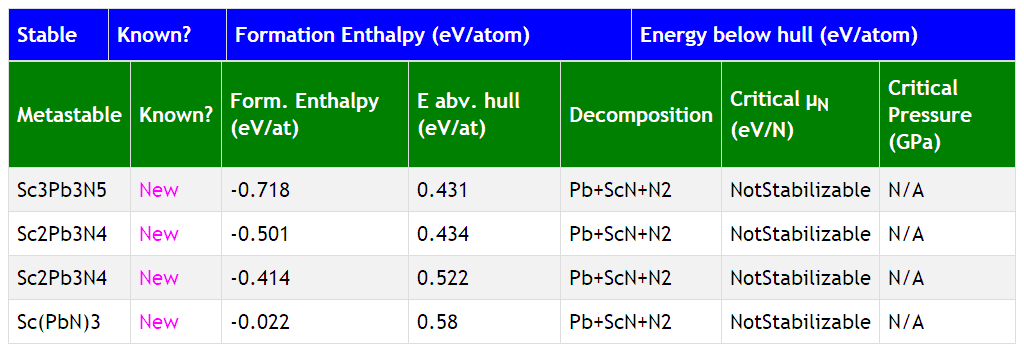 Stable Known? Formation Enthalpy (eV/atom) Energy below hull (eV/atom)
Metastable Known? Form. Enthalpy (eV/at) E abv. hull (eV/at) Decomposition Critical μN (eV/N) Critical Pressure (GPa)
Sc3Pb3N5 New -0.718 0.431 Pb+ScN+N2 NotStabilizable N/A
Sc2Pb3N4 New -0.501 0.434 Pb+ScN+N2 NotStabilizable N/A
Sc2Pb3N4 New -0.414 0.522 Pb+ScN+N2 NotStabilizable N/A
Sc(PbN)3 New -0.022 0.58 Pb+ScN+N2 NotStabilizable N/A